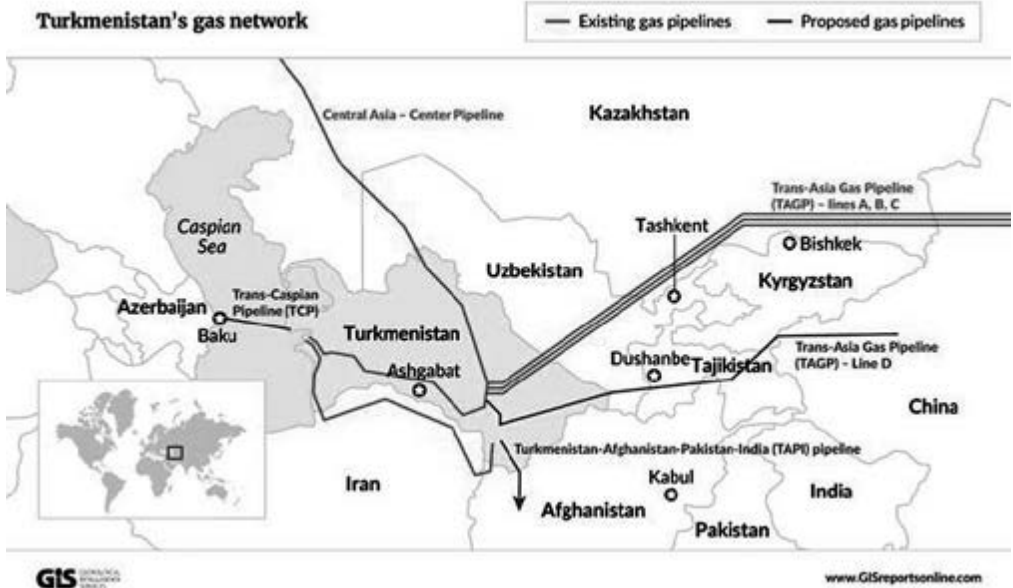 Turkmenistan's gas network
Existing gas pipelines
Proposed gas pipelines
Central Asia – Center Pipeline
Kazakhstan
Trans-Asia Gas Pipeline
(TAGP) – lines A, B, C
Caspian
Sea
Tashkent
Bishkek
Uzbekistan
Kyrgyzstan
Azerbaijan
Trans-Caspian
Pipeline (TCP)
Baku
Turkmenistan
Ashgabat
Dushanbe
Tajikistan
Trans-Asia Gas Pipeline
(TAGP) – Line D
China
Turkmenistan-Afghanistan-Pakistan-India (TAPI) pipeline
Iran
Kabul
India
Afghanistan
Pakistan
GIS
www.GISreportsonline.com